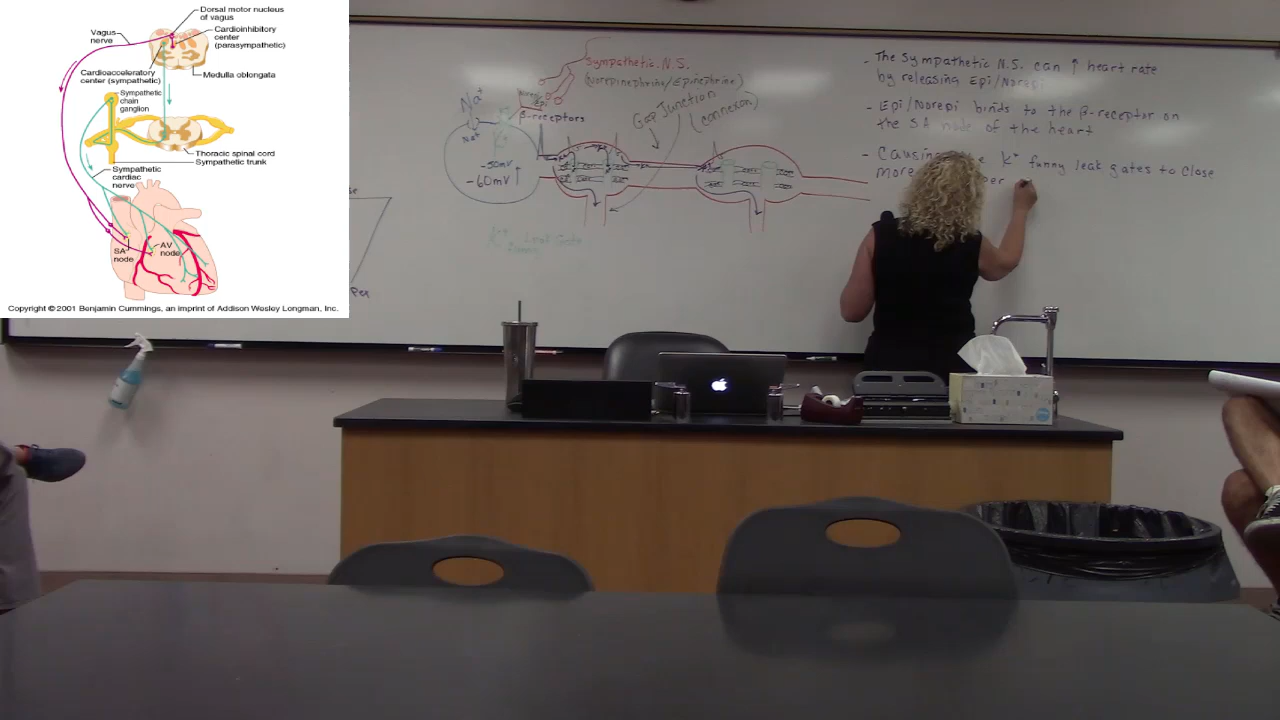 Dorsal motor nucleus
of vagus
Vagus
nerve
Cardioinhibitory
center
(parasympathetic)
Cardioacceleratory
center (sympathetic)
Medulla oblongata
Sympathetic
chain
ganglion
Thoracic spinal cord
Sympathetic trunk
Sympathetic
cardiac
nerve
SA
node
AV
node
Copyright © 2001 Benjamin Cummings, an imprint of Addison Wesley Longman, Inc.
Sympathetic N.S.
(Norepinephrine/Epinephrine)
Na+
Na+
β-receptors
Gap Junction
(connexon)
-50mV
-60mV ↑
K+
- The Sympathetic N.S. can ↑ heart rate
by releasing Epi/Norepi
- Epi/Norepi binds to the β-receptor on
the SA node of the heart
- Causing the K+ funny leak gates to close
more per